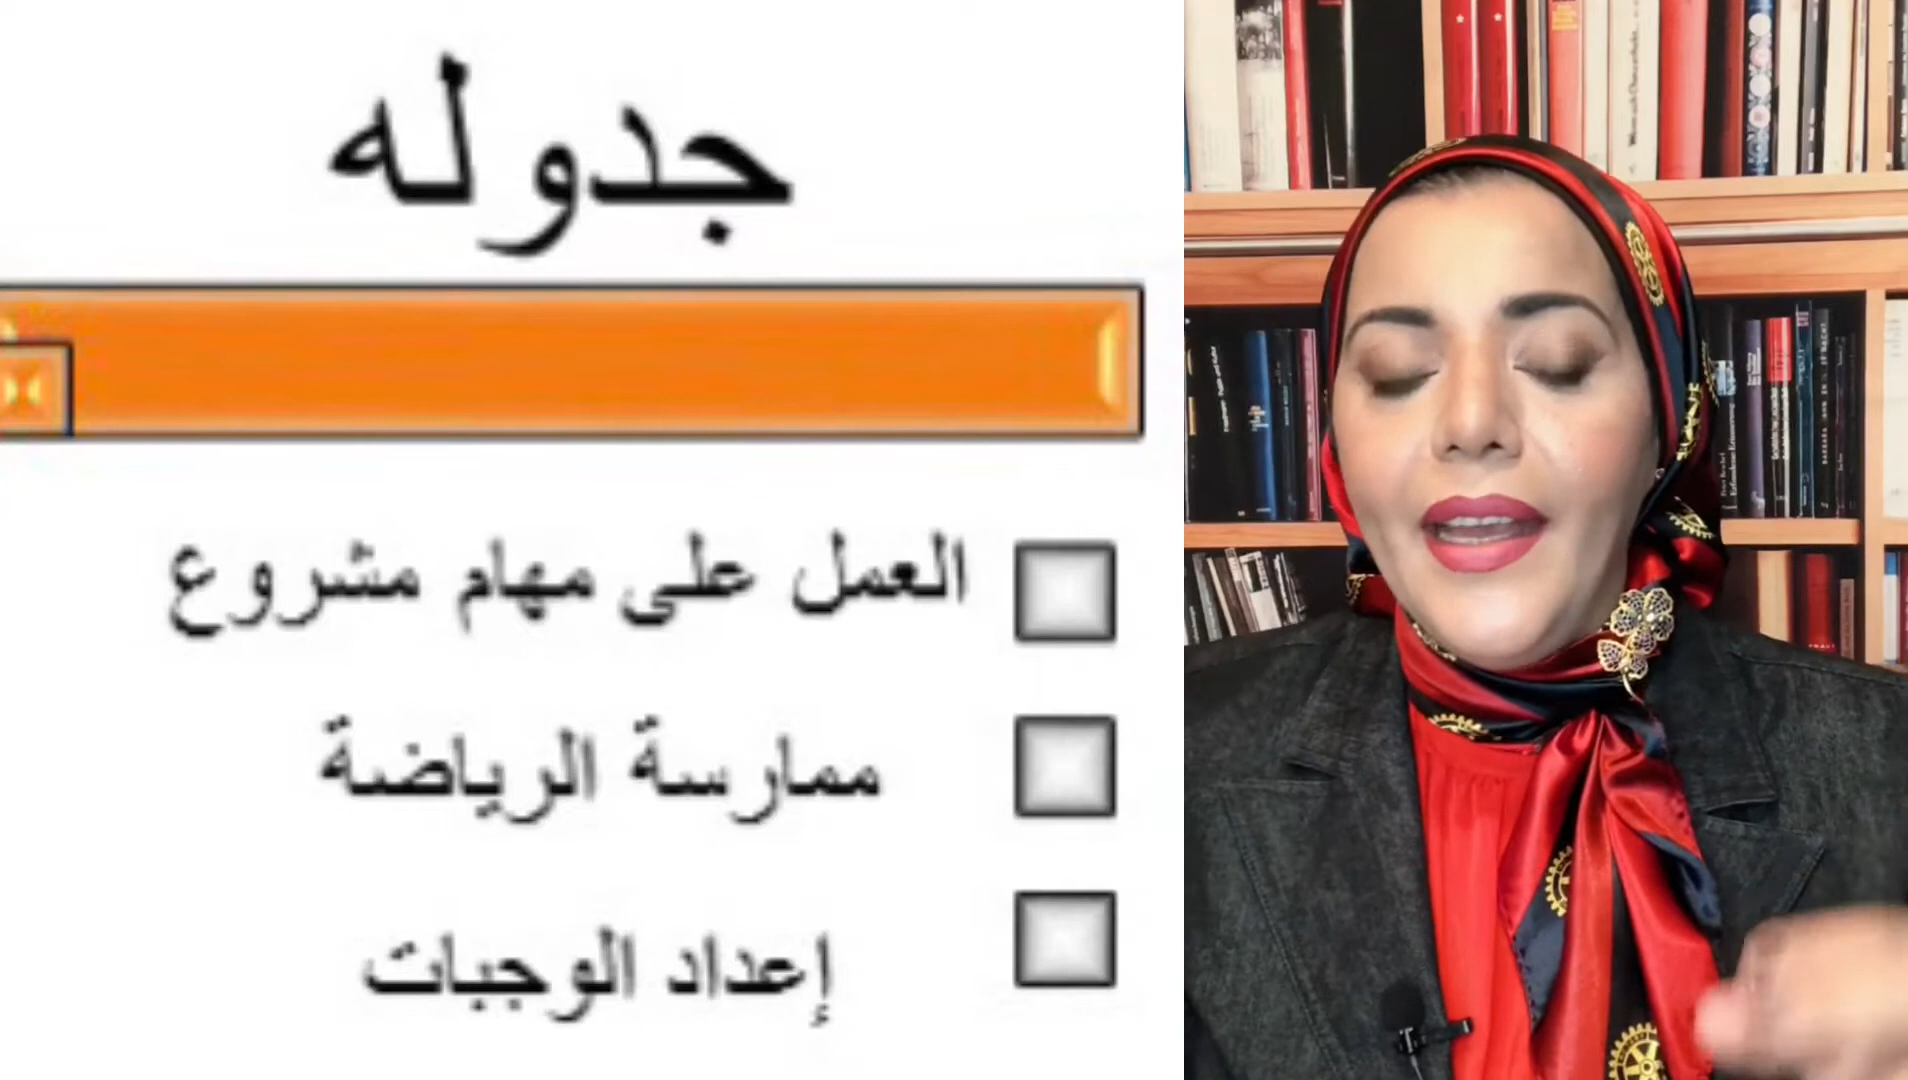 جدوله
العمل على مهام مشروع
ممارسة الرياضة
إعداد الوجبات